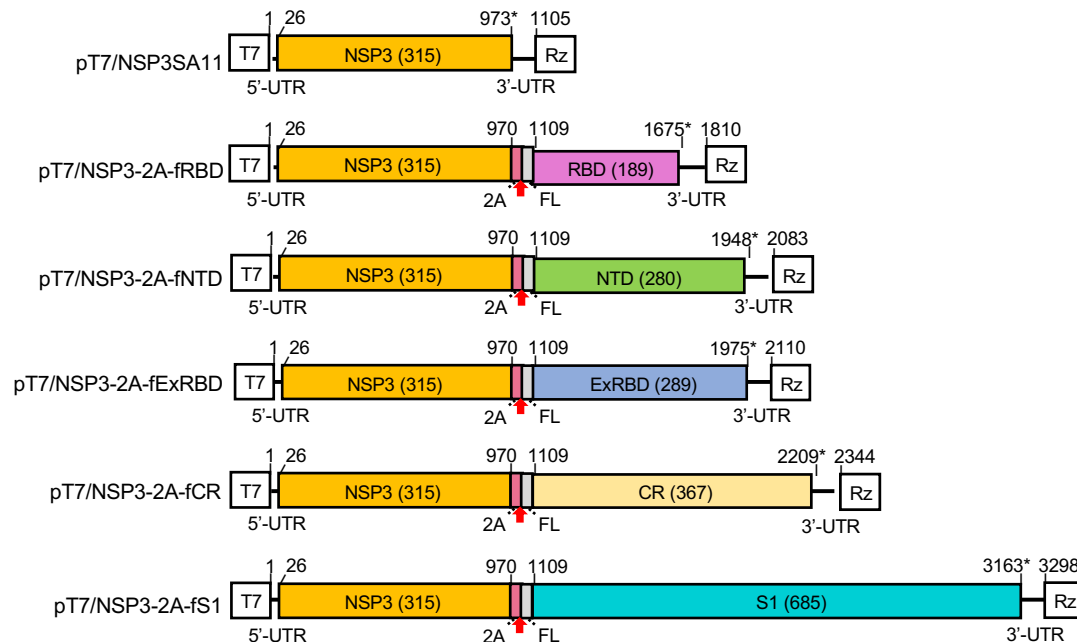 1 26 973* 1105
pT7/NSP3SA11 T7 NSP3 (315) Rz
5’-UTR 3’-UTR
1 26 970 1109 1675* 1810
pT7/NSP3-2A-fRBD T7 NSP3 (315) RBD (189) Rz
5’-UTR 2A FL 3’-UTR
1 26 970 1109 1948* 2083
pT7/NSP3-2A-fNTD T7 NSP3 (315) NTD (280) Rz
5’-UTR 2A FL 3’-UTR
1 26 970 1109 1975* 2110
pT7/NSP3-2A-fExRBD T7 NSP3 (315) ExRBD (289) Rz
5’-UTR 2A FL 3’-UTR
1 26 970 1109 2209* 2344
pT7/NSP3-2A-fCR T7 NSP3 (315) CR (367) Rz
5’-UTR 2A FL 3’-UTR
1 26 970 1109 3163* 3298
pT7/NSP3-2A-fS1 T7 NSP3 (315) S1 (685) Rz
5’-UTR 2A FL 3’-UTR